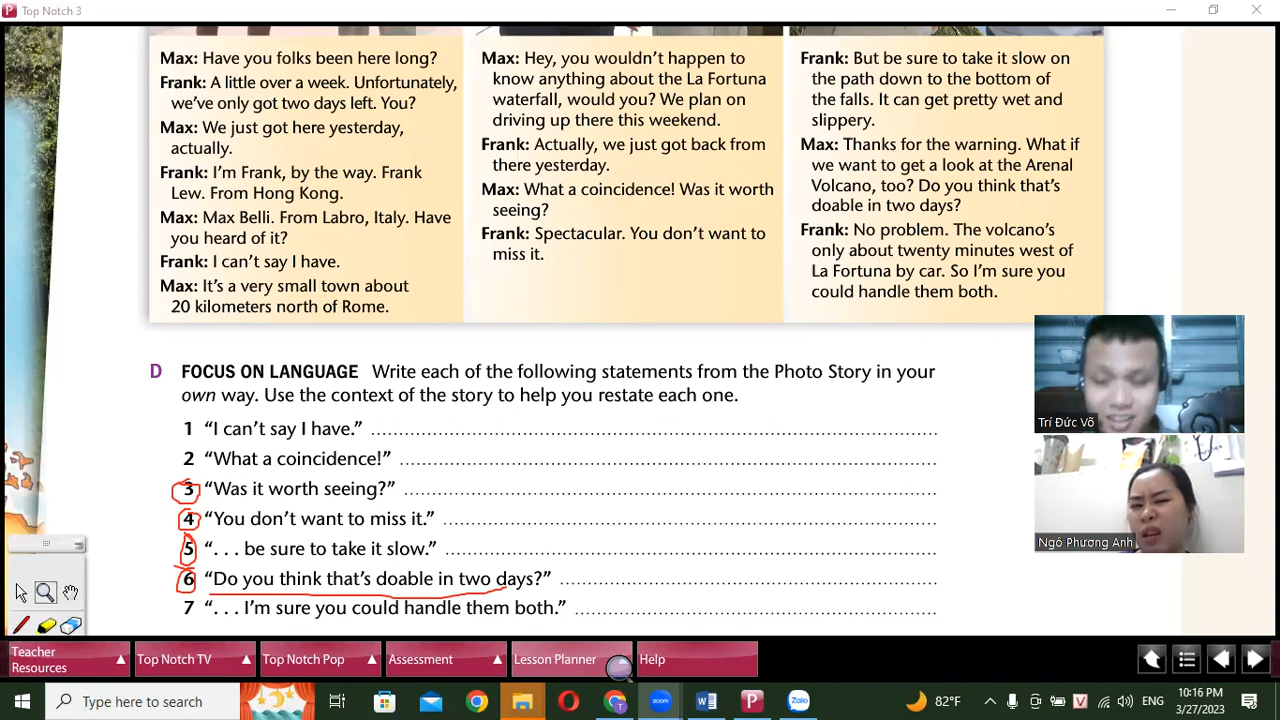 Top Notch 3
Max: Have you folks been here long?
Frank: A little over a week. Unfortunately,
we’ve only got two days left. You?
Max: We just got here yesterday,
actually.
Frank: I’m Frank, by the way. Frank
Lew. From Hong Kong.
Max: Max Belli. From Labro, Italy. Have
you heard of it?
Frank: I can’t say I have.
Max: It’s a very small town about
20 kilometers north of Rome.
Max: Hey, you wouldn’t happen to
know anything about the La Fortuna
waterfall, would you? We plan on
driving up there this weekend.
Frank: Actually, we just got back from
there yesterday.
Max: What a coincidence! Was it worth
seeing?
Frank: Spectacular. You don’t want to
miss it.
Frank: But be sure to take it slow on
the path down to the bottom of
the falls. It can get pretty wet and
slippery.
Max: Thanks for the warning. What if
we want to get a look at the Arenal
Volcano, too? Do you think that’s
doable in two days?
Frank: No problem. The volcano’s
only about twenty minutes west of
La Fortuna by car. So I’m sure you
could handle them both.
D FOCUS ON LANGUAGE Write each of the following statements from the Photo Story in your
own way. Use the context of the story to help you restate each one.
1 “I can’t say I have.”
2 “What a coincidence!”
3 “Was it worth seeing?”
4 “You don’t want to miss it.”
5 “. . . be sure to take it slow.”
6 “Do you think that’s doable in two days?”
7 “. . . I’m sure you could handle them both.”
Trí Đức Võ
Ngó Phương Anh
Teacher
Resources
Top Notch TV
Top Notch Pop
Assessment
Lesson Planner
Help
Type here to search
zoom
Zalo
82°F
V
ENG
10:16 PM
3/27/2023